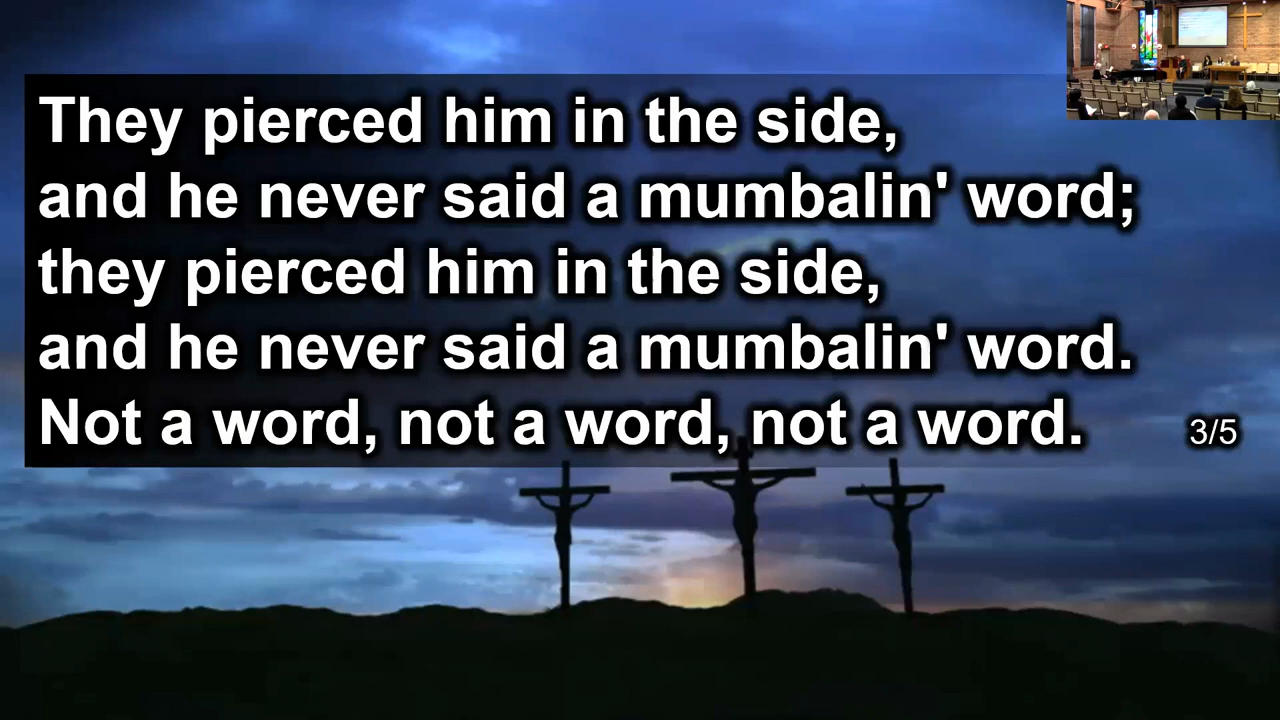 They pierced him in the side,
and he never said a mumbalin' word;
they pierced him in the side,
and he never said a mumbalin' word.
Not a word, not a word, not a word.
3/5